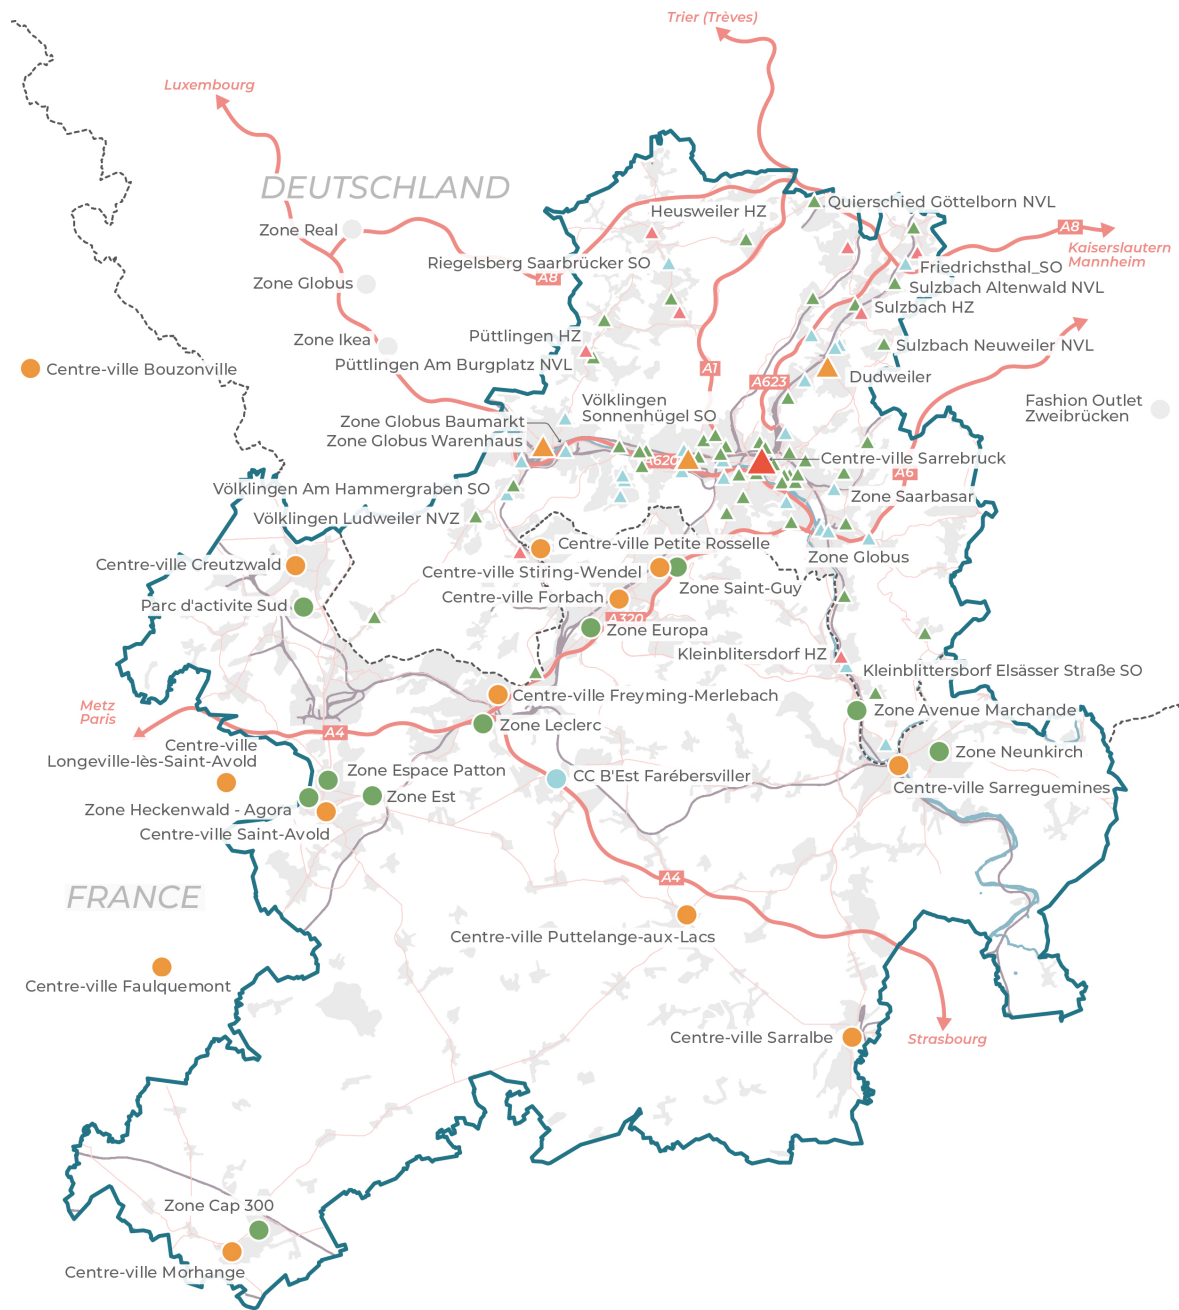 Trier (Trèves)
Luxembourg
DEUTSCHLAND
Quierschied Göttelborn NVL
Heusweiler HZ
Zone Real
A8
Kaiserslautern
Mannheim
Riegelsberg Saarbrücker SO
A8
Friedrichsthal_SO
Zone Globus
Sulzbach Altenwald NVL
Sulzbach HZ
Zone Ikea
Püttlingen HZ
Sulzbach Neuweiler NVL
Püttlingen Am Burgplatz NVL
A1
Centre-ville Bouzonville
A623
Dudweiler
Völklingen
Sonnenhügel SO
Fashion Outlet
Zweibrücken
Zone Globus Baumarkt
Zone Globus Warenhaus
A620
Centre-ville Sarrebruck
A6
Völklingen Am Hammergraben SO
Zone Saarbasar
Völklingen Ludweiler NVZ
Centre-ville Petite Rosselle
Zone Globus
Centre-ville Creutzwald
Centre-ville Stiring-Wendel
Zone Saint-Guy
Centre-ville Forbach
Parc d'activite Sud
A320
Zone Europa
Kleinblitersdorf HZ
Kleinblittersborf Elsässer Straße SO
Centre-ville Freyming-Merlebach
Metz
Paris
Zone Avenue Marchande
Zone Leclerc
A4
Centre-ville
Longeville-lès-Saint-Avold
Zone Neunkirch
Zone Espace Patton
CC B'Est Farébersviller
Centre-ville Sarreguemines
Zone Est
Zone Heckenwald - Agora
Centre-ville Saint-Avold
A4
FRANCE
Centre-ville Puttelange-aux-Lacs
Centre-ville Faulquemont
Centre-ville Sarralbe
Strasbourg
Zone Cap 300
Centre-ville Morhange